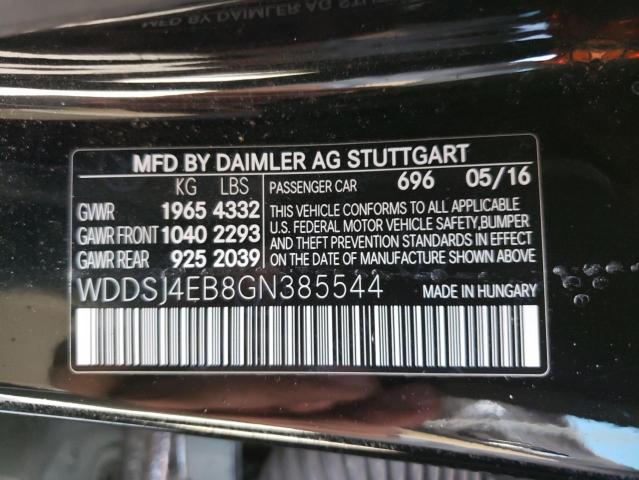 MFD BY DAIMLER AG STUTTGART
KG LBS
GVWR 1965 4332
GAWR FRONT 1040 2293
GAWR REAR 925 2039
PASSENGER CAR 696 05/16
THIS VEHICLE CONFORMS TO ALL APPLICABLE
U.S. FEDERAL MOTOR VEHICLE SAFETY,BUMPER
AND THEFT PREVENTION STANDARDS IN EFFECT
ON THE DATE OF MANUFACTURE SHOWN ABOVE
WDDSJ4EB8GN385544 MADE IN HUNGARY